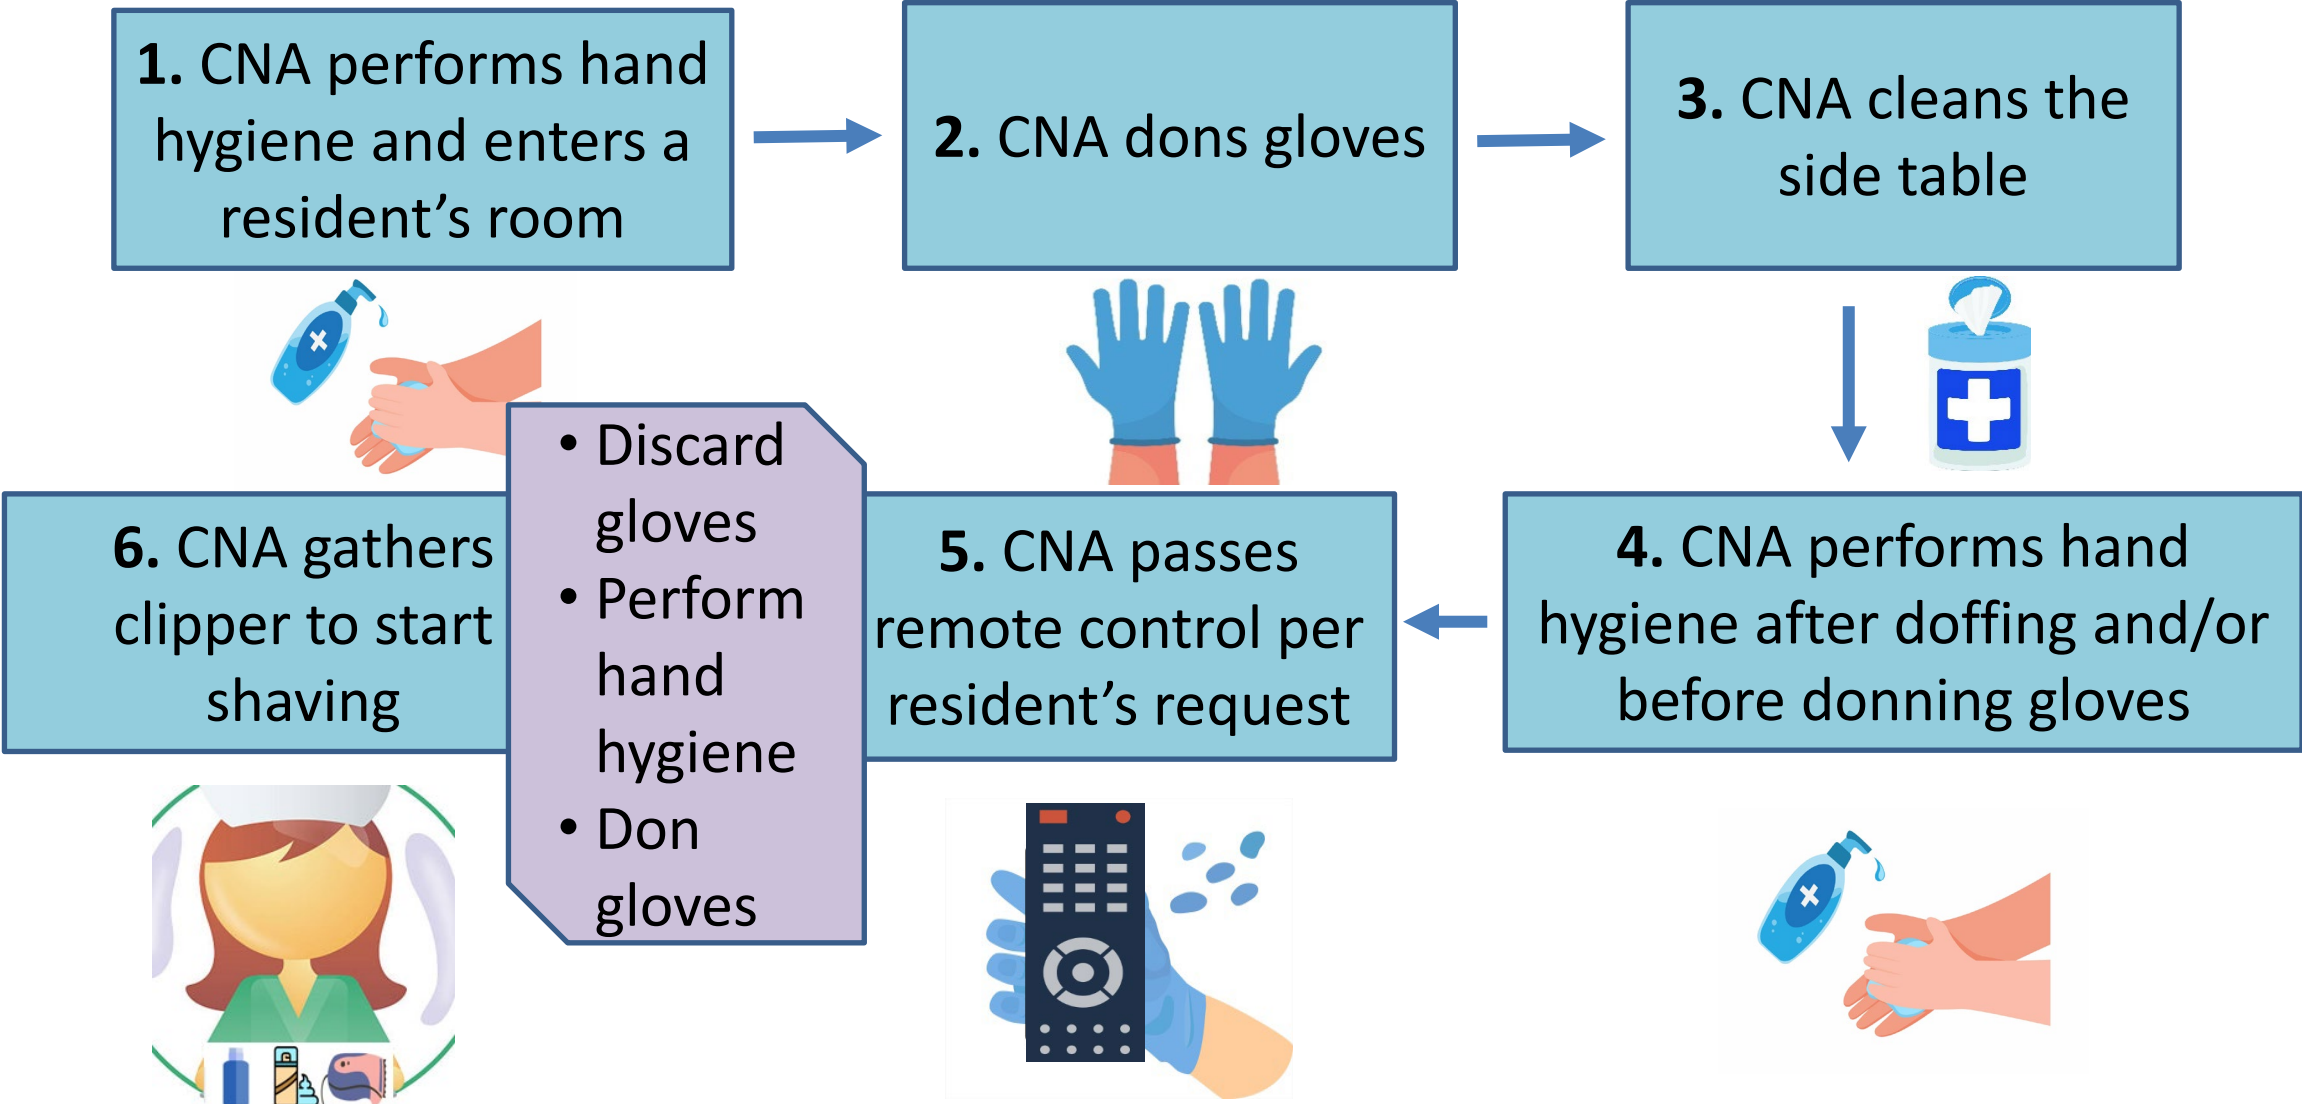 1. CNA performs hand
hygiene and enters a
resident’s room
2. CNA dons gloves
3. CNA cleans the
side table
4. CNA performs hand
hygiene after doffing and/or
before donning gloves
5. CNA passes
remote control per
resident’s request
• Discard
gloves
• Perform
hand
hygiene
• Don
gloves
6. CNA gathers
clipper to start
shaving